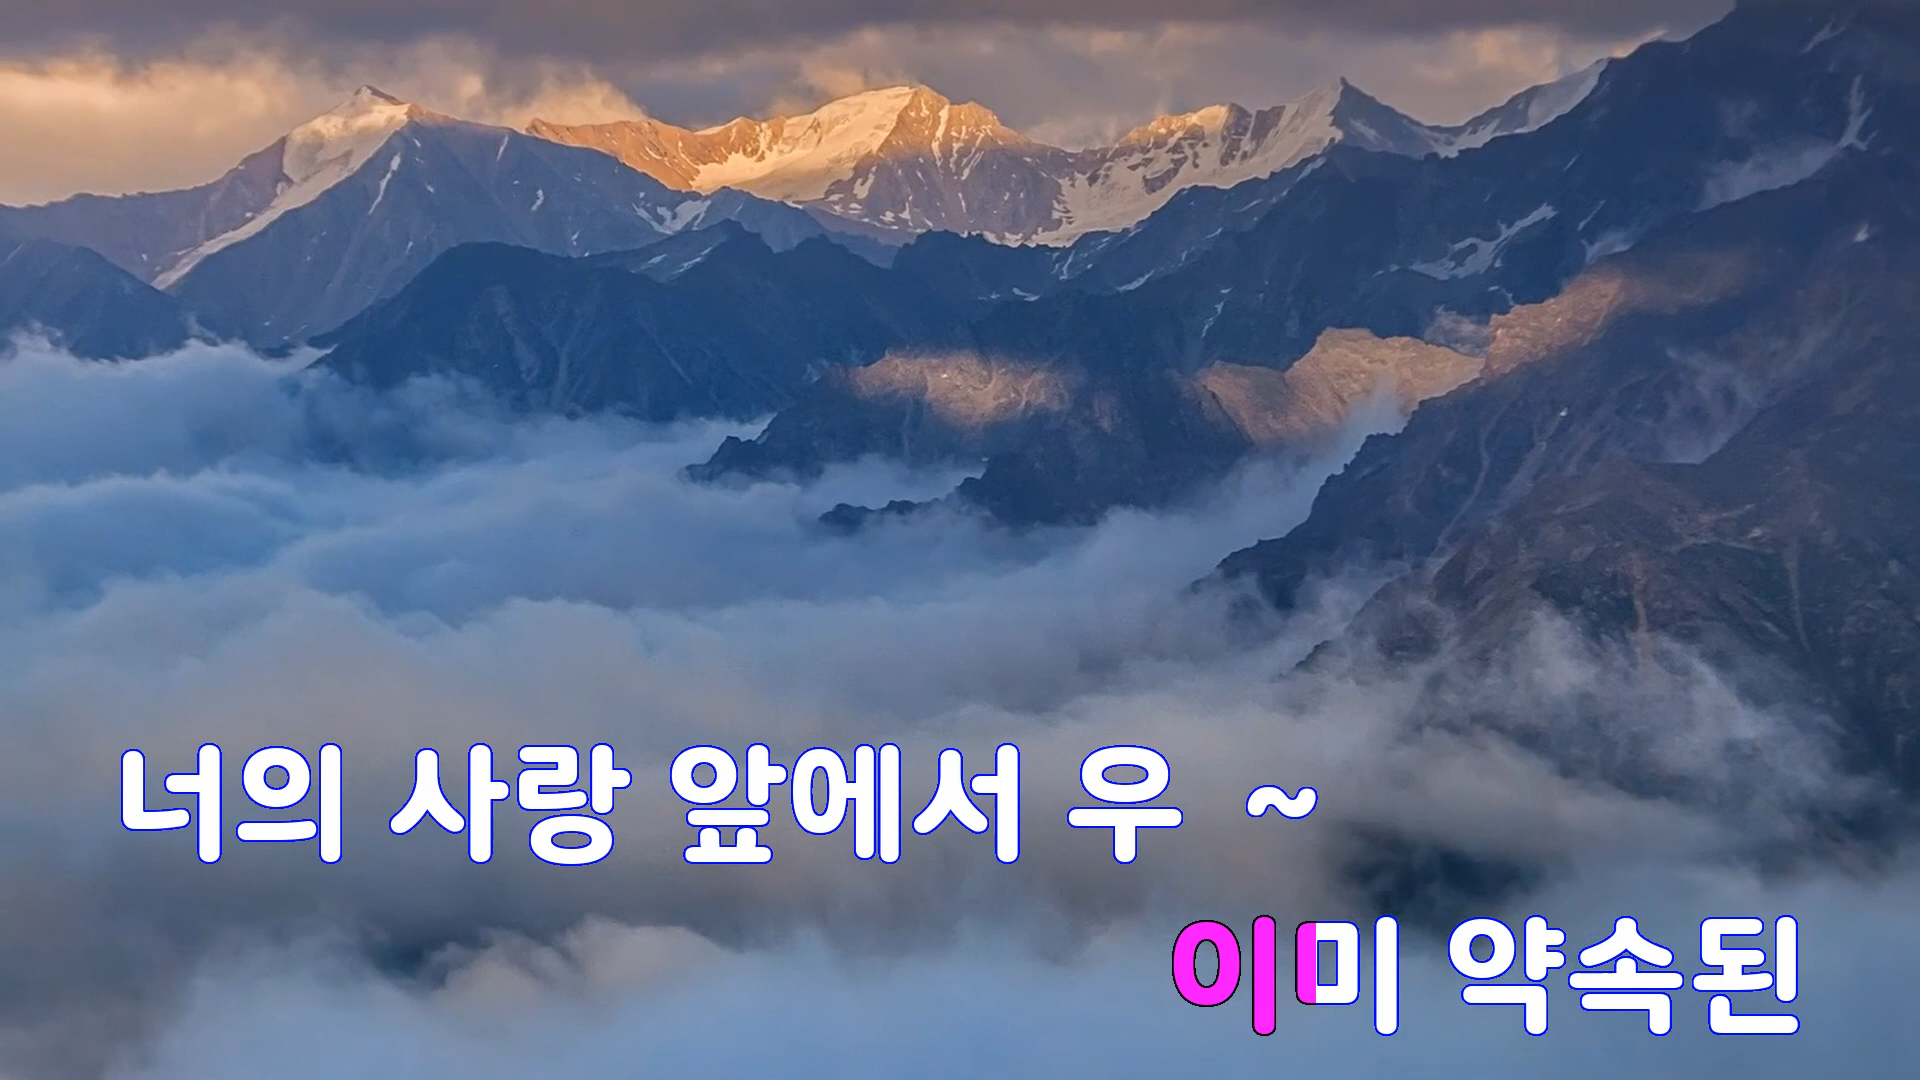 너의 사랑 앞에서 우 ~
이미 약속된